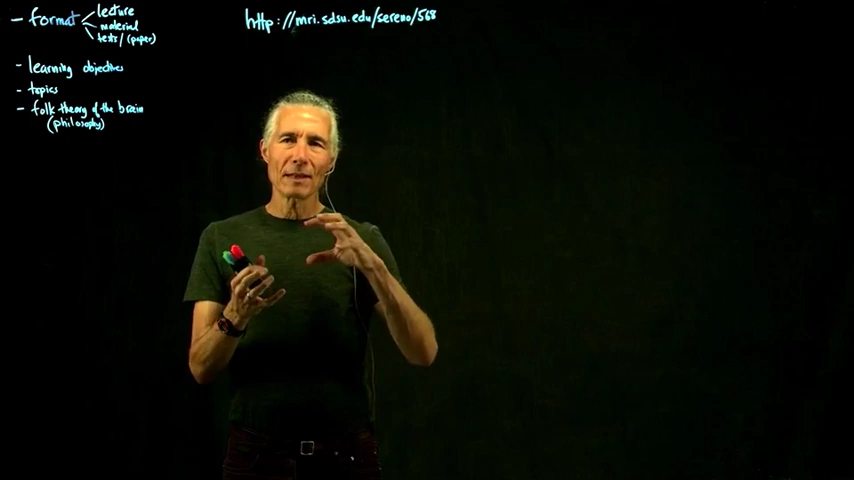 - format
lecture
material
tests/(paper)
- learning objectives
- topics
- folk theory of the brain
(philosophy)
http://mri.sdsu.edu/sereno/568